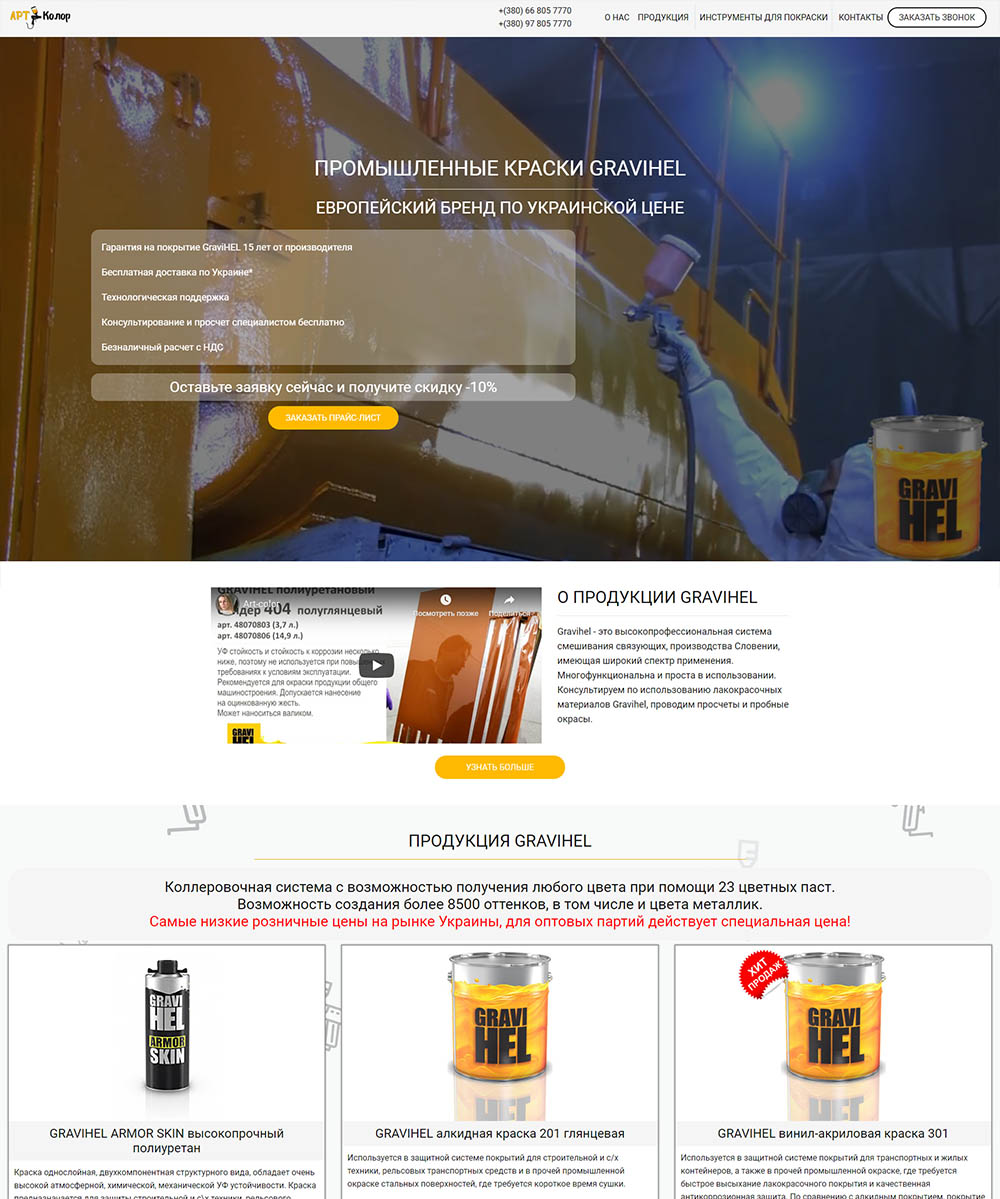 АРТ Колор
+(380) 66 805 7770
+(380) 97 805 7770
О НАС ПРОДУКЦИЯ ИНСТРУМЕНТЫ ДЛЯ ПОКРАСКИ КОНТАКТЫ ЗАКАЗАТЬ ЗВОНОК
ПРОМЫШЛЕННЫЕ КРАСКИ GRAVIHEL
ЕВРОПЕЙСКИЙ БРЕНД ПО УКРАИНСКОЙ ЦЕНЕ
Гарантия на покрытие GraviHEL 15 лет от производителя
Бесплатная доставка по Украине*
Технологическая поддержка
Консультирование и просчет специалистом бесплатно
Безналичный расчет с НДС
Оставьте заявку сейчас и получите скидку -10%
ЗАКАЗАТЬ ПРАЙС-ЛИСТ
GRAVI
HEL
GRAVIHEL полиуретановый
Art-color
404 полуглянцевый
Посмотреть позже Поделиться
арт. 48070803 (3,7 л.)
арт. 48070806 (14,9 л.)
УФ стойкость и стойкость к коррозии несколько
ниже, поэтому не используется при
требованиях к условиям эксплуатации.
Рекомендуется для окраски продукции общего
машиностроения. Допускается нанесение
на оцинкованную жесть.
Может наноситься валиком.
GRAVI
HEL
О ПРОДУКЦИИ GRAVIHEL
Gravihel - это высокопрофессиональная система
смешивания связующих, производства Словении,
имеющая широкий спектр применения.
Многофункциональна и проста в использовании.
Консультируем по использованию лакокрасочных
материалов Gravihel, проводим просчеты и пробные
окрасы.
УЗНАТЬ БОЛЬШЕ
ПРОДУКЦИЯ GRAVIHEL
Коллеровочная система с возможностью получения любого цвета при помощи 23 цветных паст.
Возможность создания более 8500 оттенков, в том числе и цвета металлик.
Самые низкие розничные цены на рынке Украины, для оптовых партий действует специальная цена!
GRAVI
HEL
ARMOR
SKIN
GRAVIHEL ARMOR SKIN высокопрочный
полиуретан
Краска однослойная, двухкомпонентная структурного вида, обладает очень
высокой атмосферной, химической, механической УФ устойчивости. Краска
предназначается для защиты строительной и с\х техники, рельсового
GRAVI
HEL
GRAVIHEL алкидная краска 201 глянцевая
Используется в защитной системе покрытий для строительной и с/х
техники, рельсовых транспортных средств и в прочей промышленной
окраске стальных поверхностей, где требуется короткое время сушки.
ХИТ
ПРОДАЖ
GRAVI
HEL
GRAVIHEL винил-акриловая краска 301
Используется в защитной системе покрытий для транспортных и жилых
контейнеров, а также в прочей промышленной окраске, где требуется
быстрое высыхание лакокрасочного покрытия и качественная
антикоррозионная защита. По сравнению с алкидным покрытием, покрытие